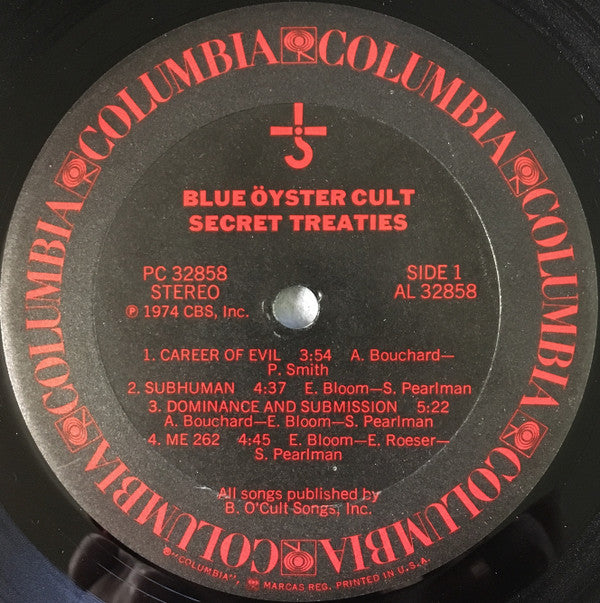 COLUMBIA COLUMBIA COLUMBIA COLUMBIA COLUMBIA COLUMBIA
BLUE ÖYSTER CULT
SECRET TREATIES
PC 32858 SIDE 1
STEREO AL 32858
Ⓟ 1974 CBS, Inc.
1. CAREER OF EVIL 3:54 A. Bouchard—
P. Smith
2. SUBHUMAN 4:37 E. Bloom—S. Pearlman
3. DOMINANCE AND SUBMISSION 5:22
A. Bouchard—E. Bloom—S. Pearlman
4. ME 262 4:45 E. Bloom—E. Roeser—
S. Pearlman
All songs published by
B. O'Cult Songs, Inc.
®"COLUMBIA", MARCAS REG. PRINTED IN U.S.A.